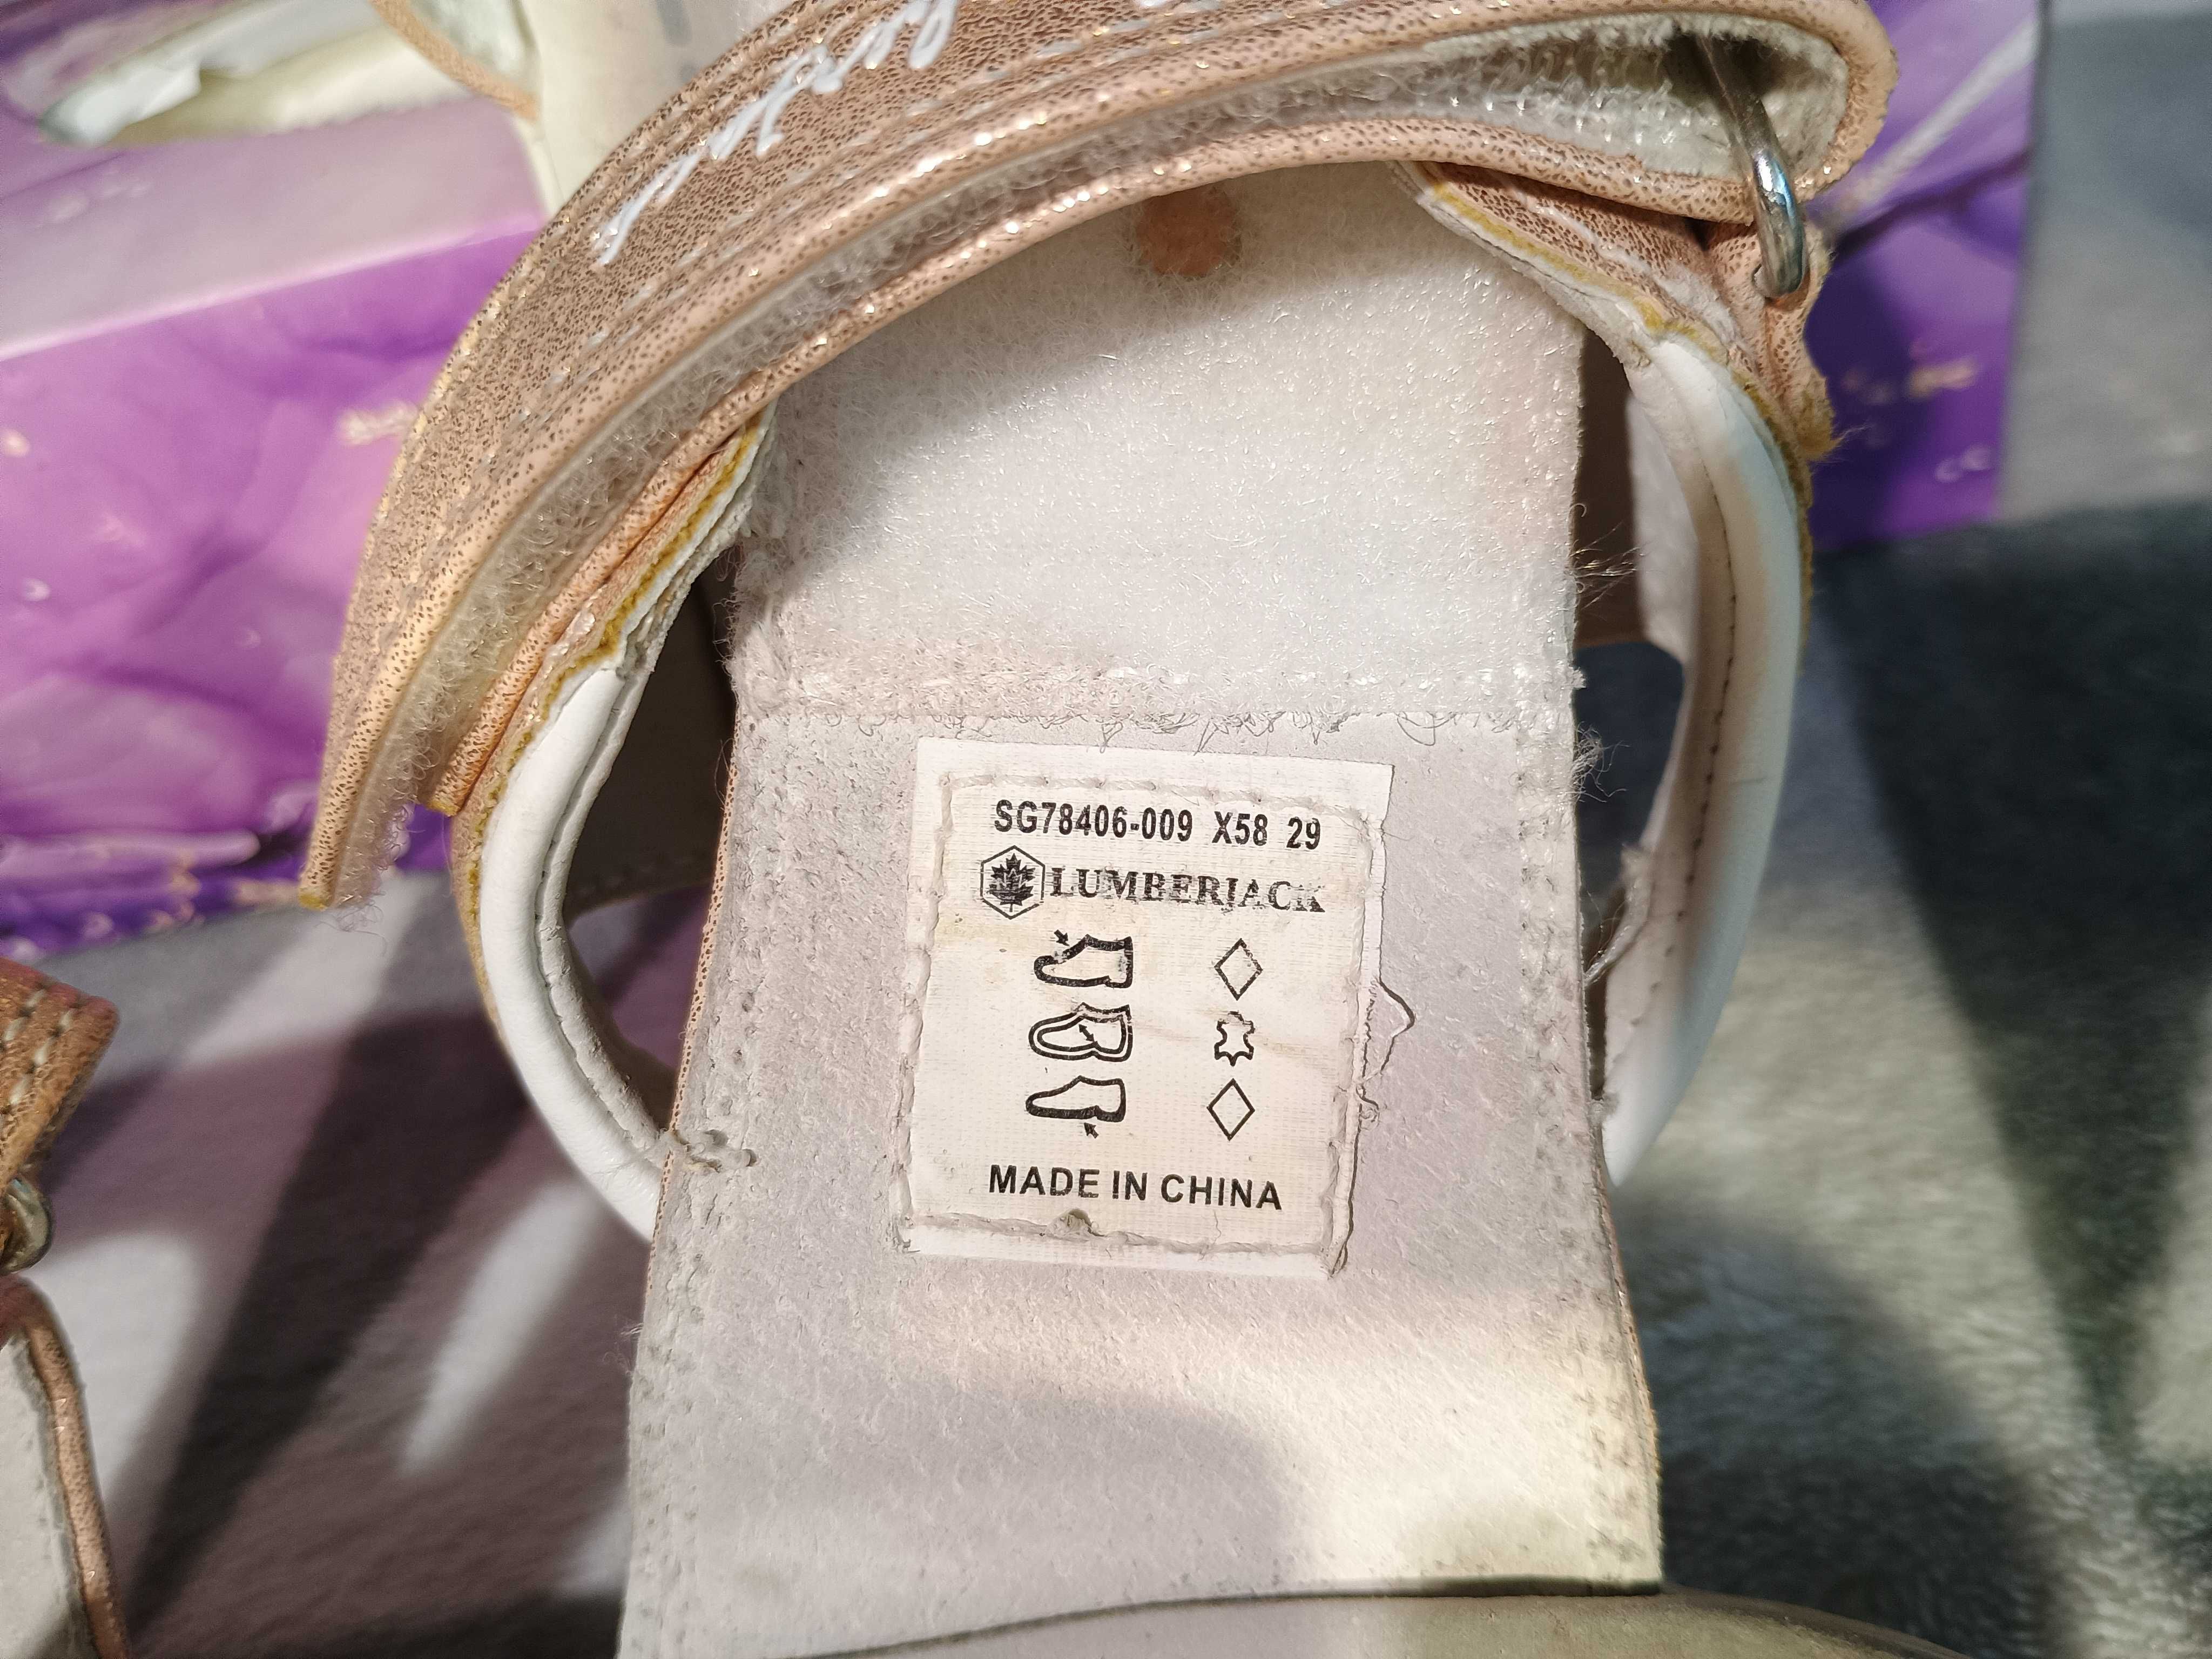 SG78406-009 X58 29
LUMBERJACK
MADE IN CHINA